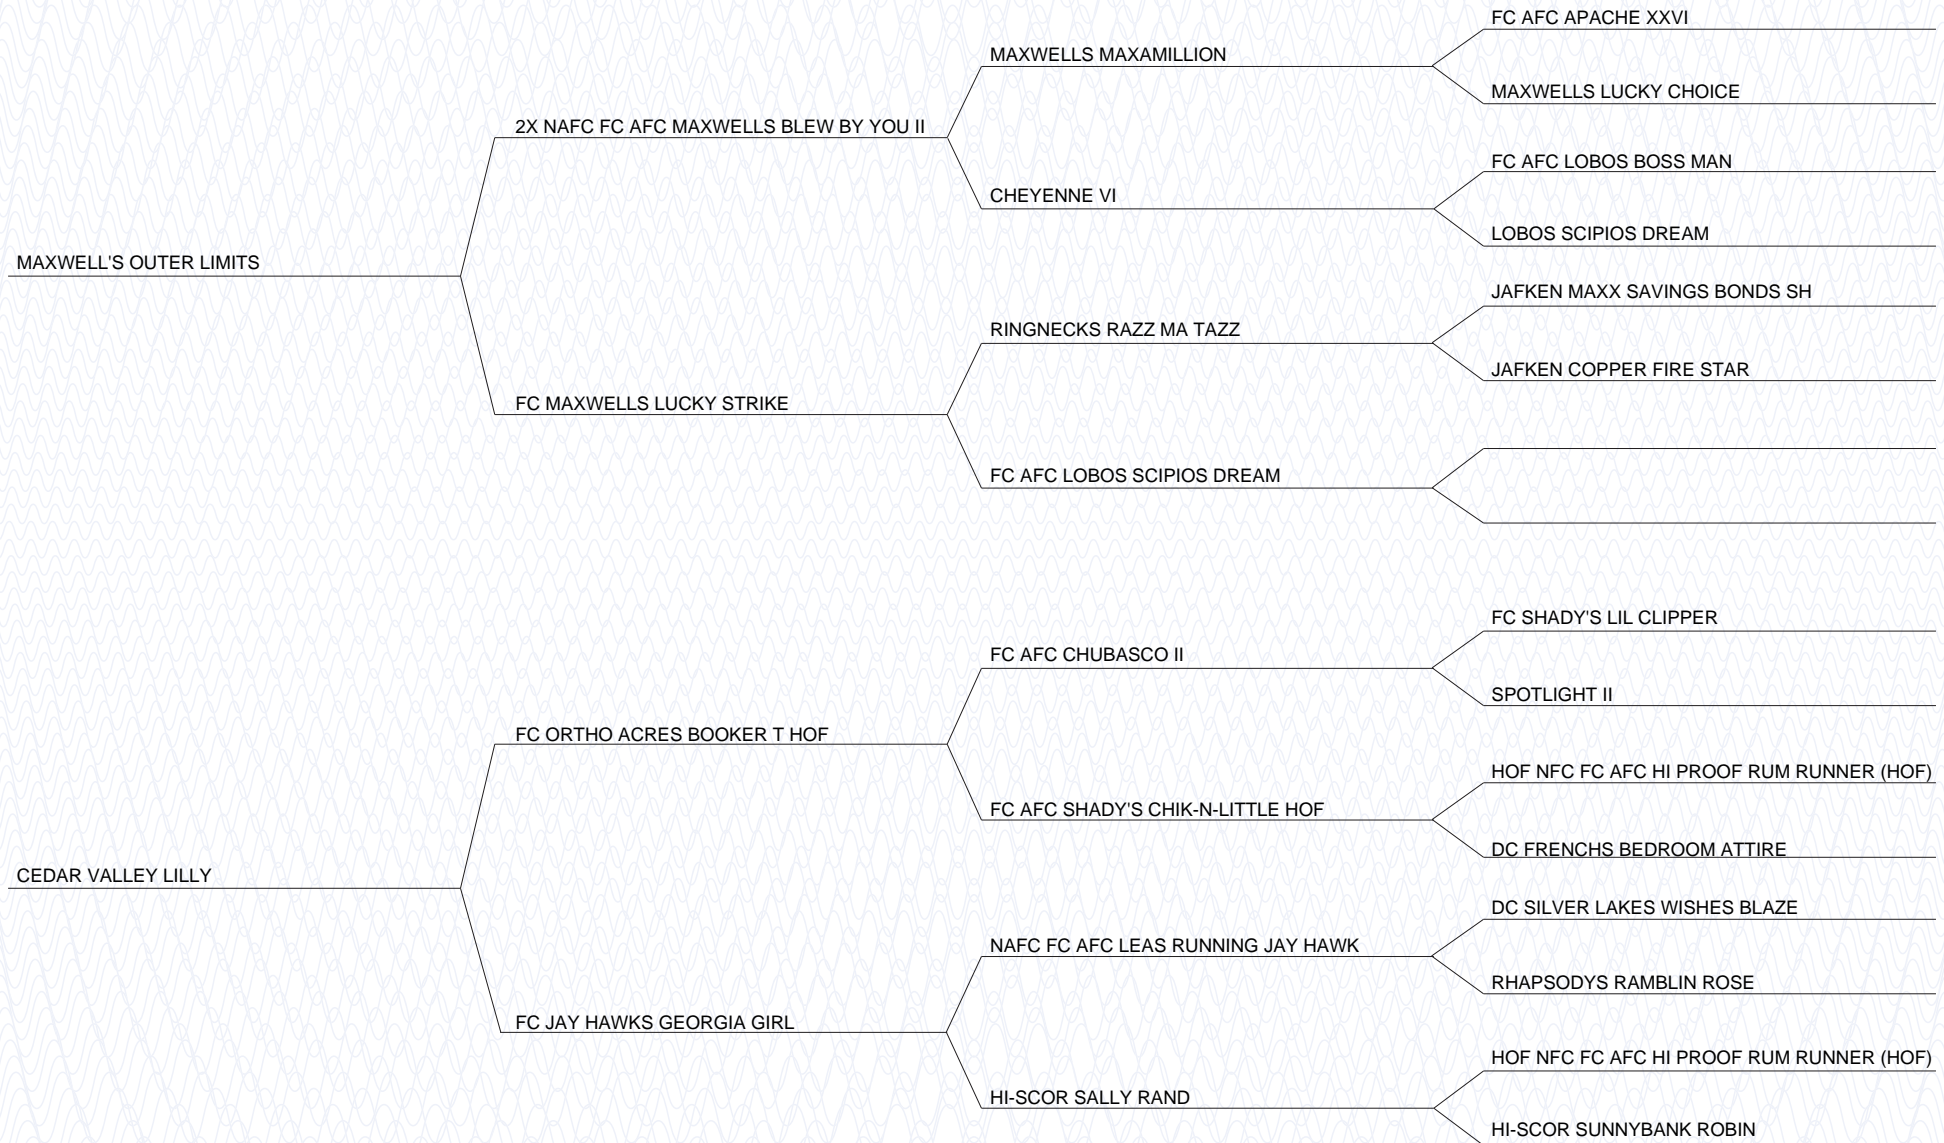 FC AFC APACHE XXVI
MAXWELLS MAXAMILLION
MAXWELLS LUCKY CHOICE
2X NAFC FC AFC MAXWELLS BLEW BY YOU II
FC AFC LOBOS BOSS MAN
CHEYENNE VI
LOBOS SCIPIOS DREAM
MAXWELL'S OUTER LIMITS
JAFKEN MAXX SAVINGS BONDS SH
RINGNECKS RAZZ MA TAZZ
JAFKEN COPPER FIRE STAR
FC MAXWELLS LUCKY STRIKE
FC AFC LOBOS SCIPIOS DREAM
FC SHADY'S LIL CLIPPER
FC AFC CHUBASCO II
SPOTLIGHT II
FC ORTHO ACRES BOOKER T HOF
HOF NFC FC AFC HI PROOF RUM RUNNER (HOF)
FC AFC SHADY'S CHIK-N-LITTLE HOF
DC FRENCHS BEDROOM ATTIRE
CEDAR VALLEY LILLY
DC SILVER LAKES WISHES BLAZE
NAFC FC AFC LEAS RUNNING JAY HAWK
RHAPSODYS RAMBLIN ROSE
FC JAY HAWKS GEORGIA GIRL
HOF NFC FC AFC HI PROOF RUM RUNNER (HOF)
HI-SCOR SALLY RAND
HI-SCOR SUNNYBANK ROBIN